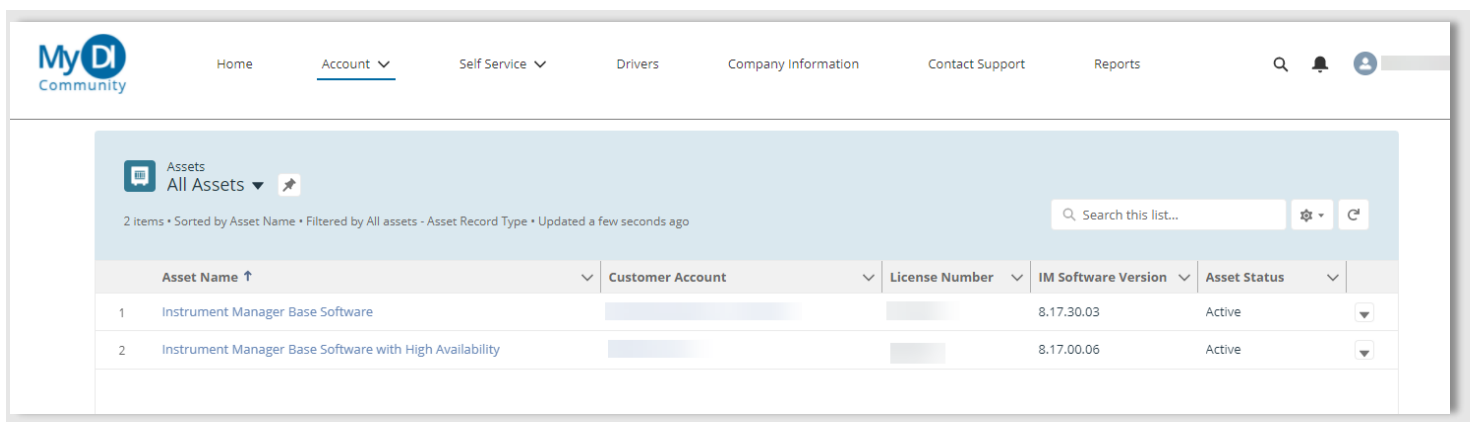 My DI
Community
Home Account Self Service Drivers Company Information Contact Support Reports
Assets
All Assets
2 items • Sorted by Asset Name • Filtered by All assets - Asset Record Type • Updated a few seconds ago
Search this list...
Asset Name ↑ Customer Account License Number IM Software Version Asset Status
1 Instrument Manager Base Software 8.17.30.03 Active
2 Instrument Manager Base Software with High Availability 8.17.00.06 Active